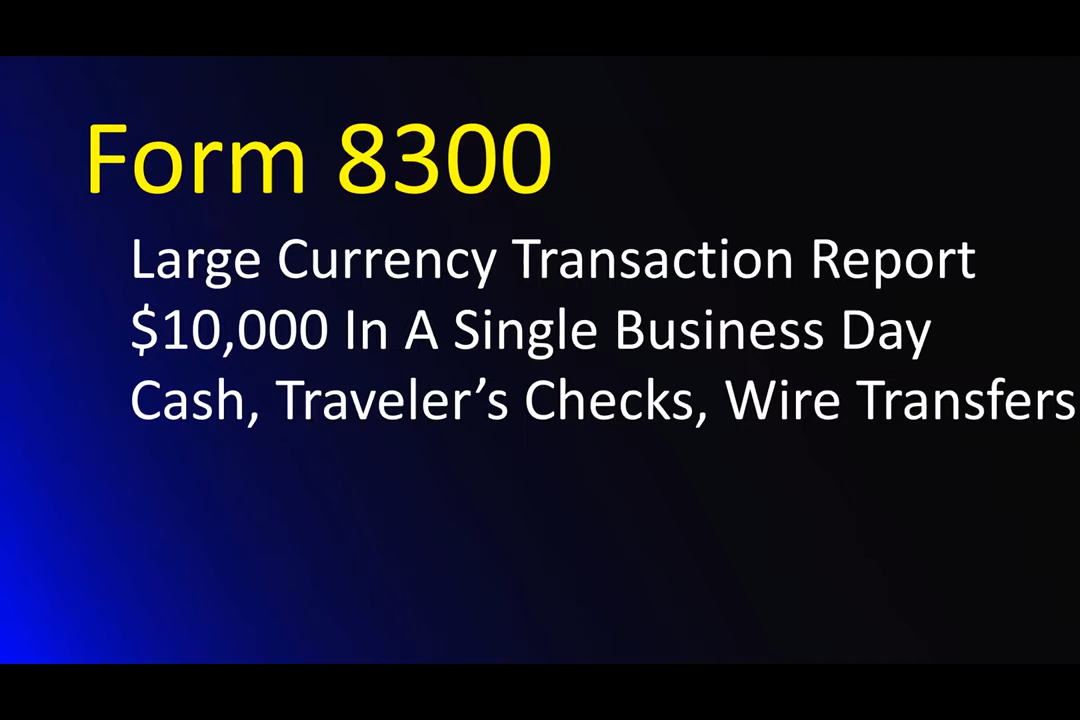 Form 8300
Large Currency Transaction Report
$10,000 In A Single Business Day
Cash, Traveler’s Checks, Wire Transfers